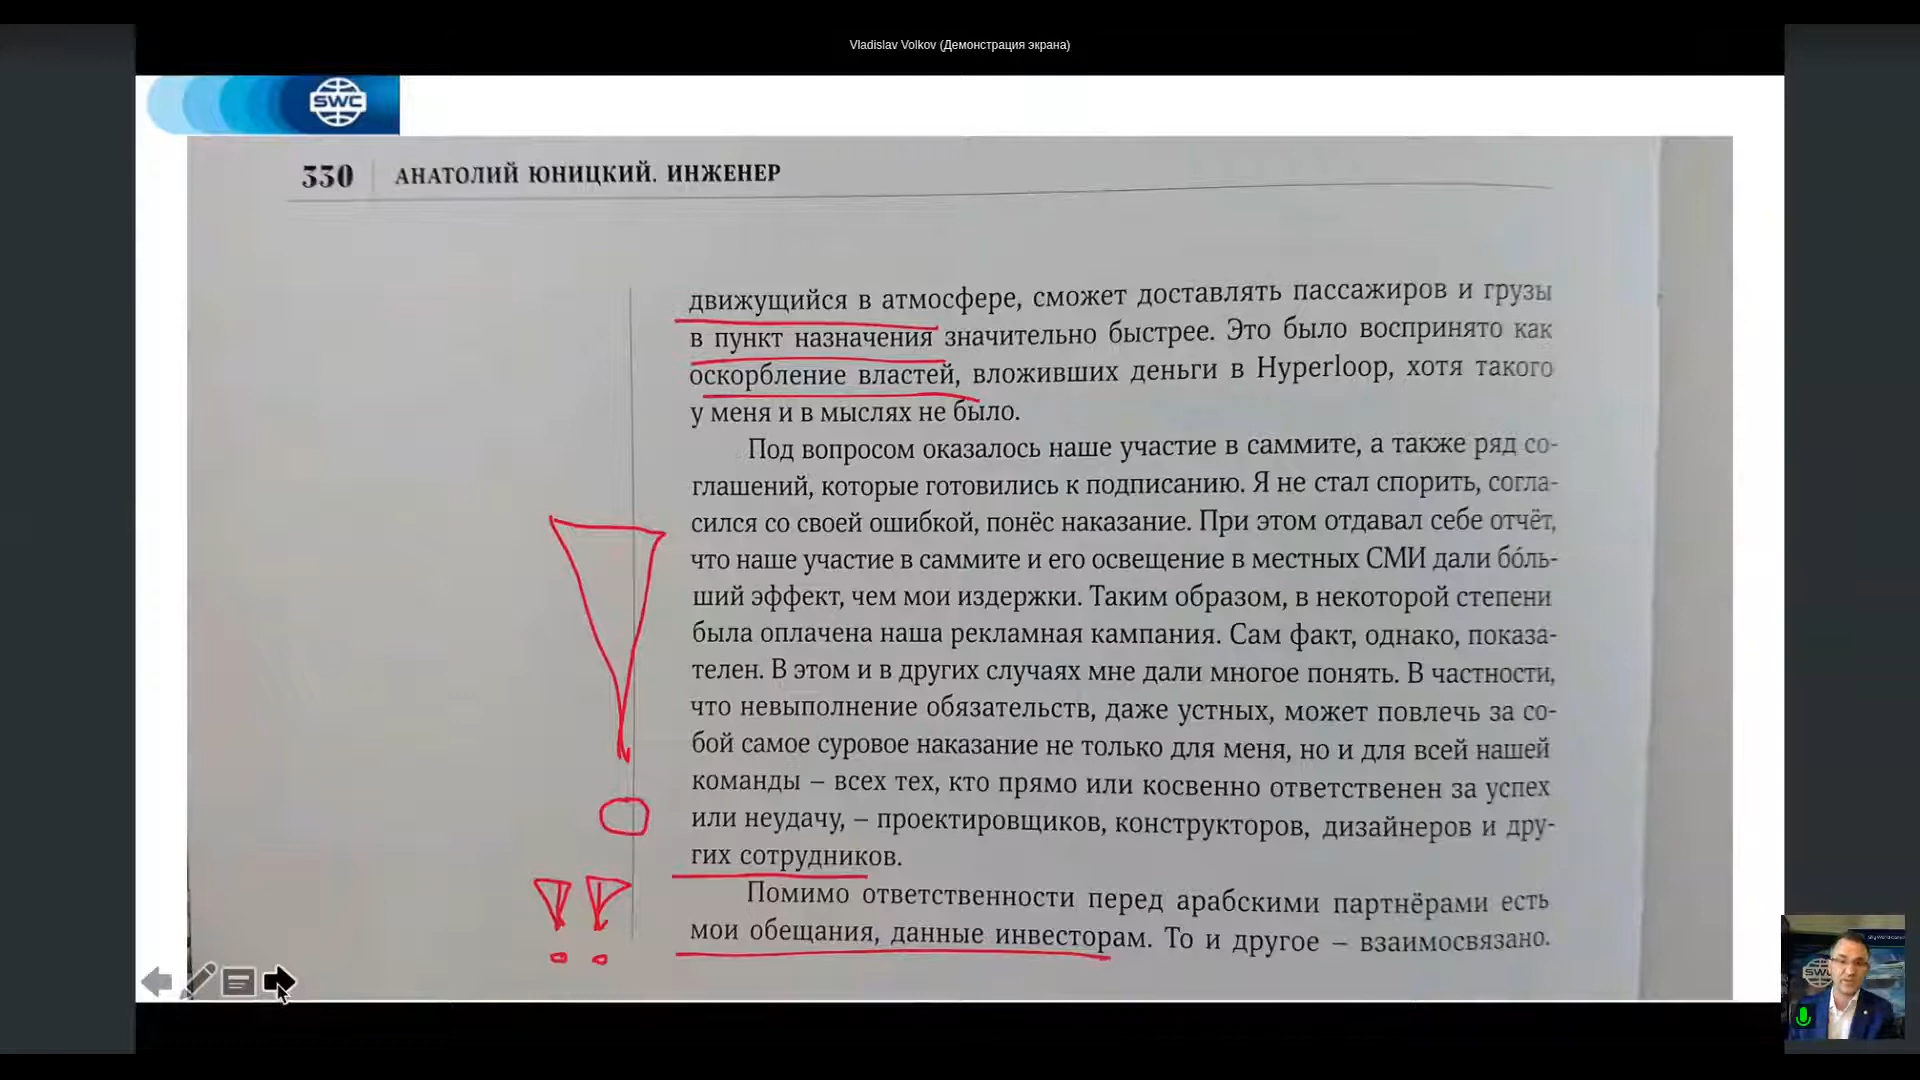 Vladislav Volkov (Демонстрация экрана)
SWC
330 АНАТОЛИЙ ЮНИЦКИЙ. ИНЖЕНЕР
движущийся в атмосфере, сможет доставлять пассажиров и грузы
в пункт назначения значительно быстрее. Это было воспринято как
оскорбление властей, вложивших деньги в Hyperloop, хотя такого
у меня и в мыслях не было.
Под вопросом оказалось наше участие в саммите, а также ряд со-
глашений, которые готовились к подписанию. Я не стал спорить, согла-
сился со своей ошибкой, понёс наказание. При этом отдавал себе отчёт,
что наше участие в саммите и его освещение в местных СМИ дали бóль-
ший эффект, чем мои издержки. Таким образом, в некоторой степени
была оплачена наша рекламная кампания. Сам факт, однако, показа-
телен. В этом и в других случаях мне дали многое понять. В частности,
что невыполнение обязательств, даже устных, может повлечь за со-
бой самое суровое наказание не только для меня, но и для всей нашей
команды – всех тех, кто прямо или косвенно ответственен за успех
или неудачу, – проектировщиков, конструкторов, дизайнеров и дру-
гих сотрудников.
Помимо ответственности перед арабскими партнёрами есть
мои обещания, данные инвесторам. То и другое – взаимосвязано.